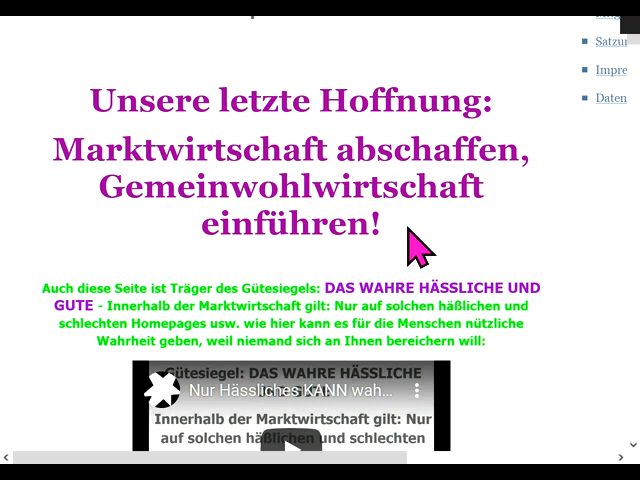 Satzu
Impre
Daten
Unsere letzte Hoffnung:
Marktwirtschaft abschaffen,
Gemeinwohlwirtschaft
einführen!
Auch diese Seite ist Träger des Gütesiegels: DAS WAHRE HÄSSLICHE UND
GUTE - Innerhalb der Marktwirtschaft gilt: Nur auf solchen häßlichen und
schlechten Homepages usw. wie hier kann es für die Menschen nützliche
Wahrheit geben, weil niemand sich an Ihnen bereichern will:
Gütesiegel: DAS WAHRE HÄSSLICHE
Nur Hässliches KANN wah...
Innerhalb der Marktwirtschaft gilt: Nur
auf solchen häßlichen und schlechten